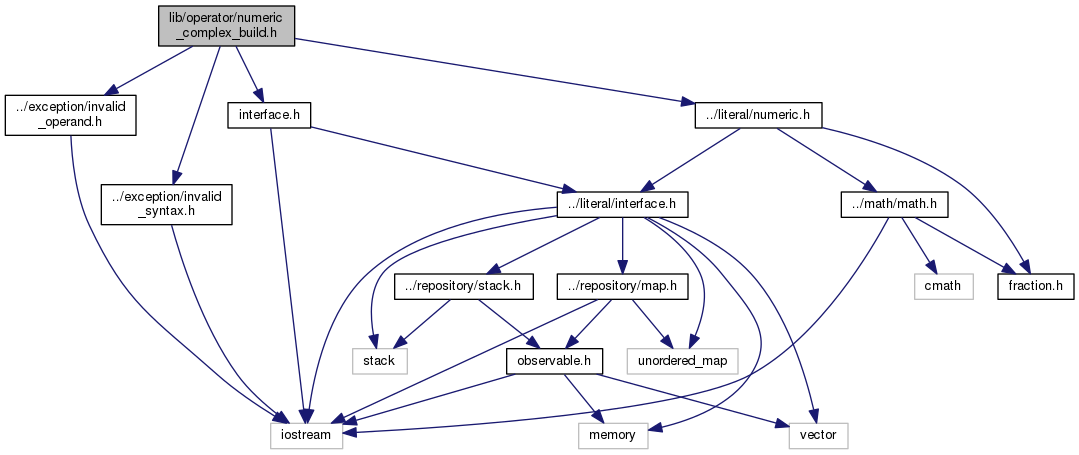 lib/operator/numeric
_complex_build.h
../exception/invalid
_operand.h
interface.h
../literal/numeric.h
../exception/invalid
_syntax.h
../literal/interface.h
../math/math.h
../repository/stack.h
../repository/map.h
cmath
fraction.h
stack
observable.h
unordered_map
iostream
memory
vector